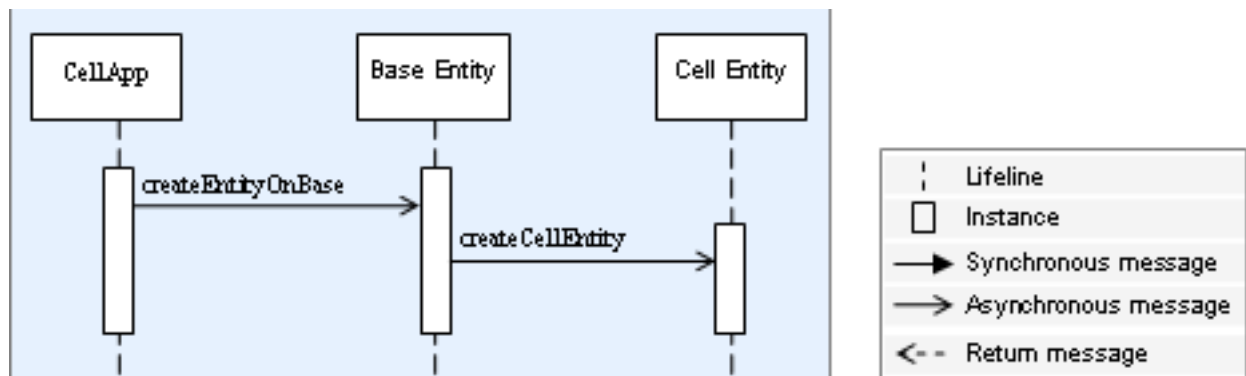 CellApp
Base Entity
Cell Entity
createEntityOnBase
createCellEntity
Lifeline
Instance
Synchronous message
Asynchronous message
Return message